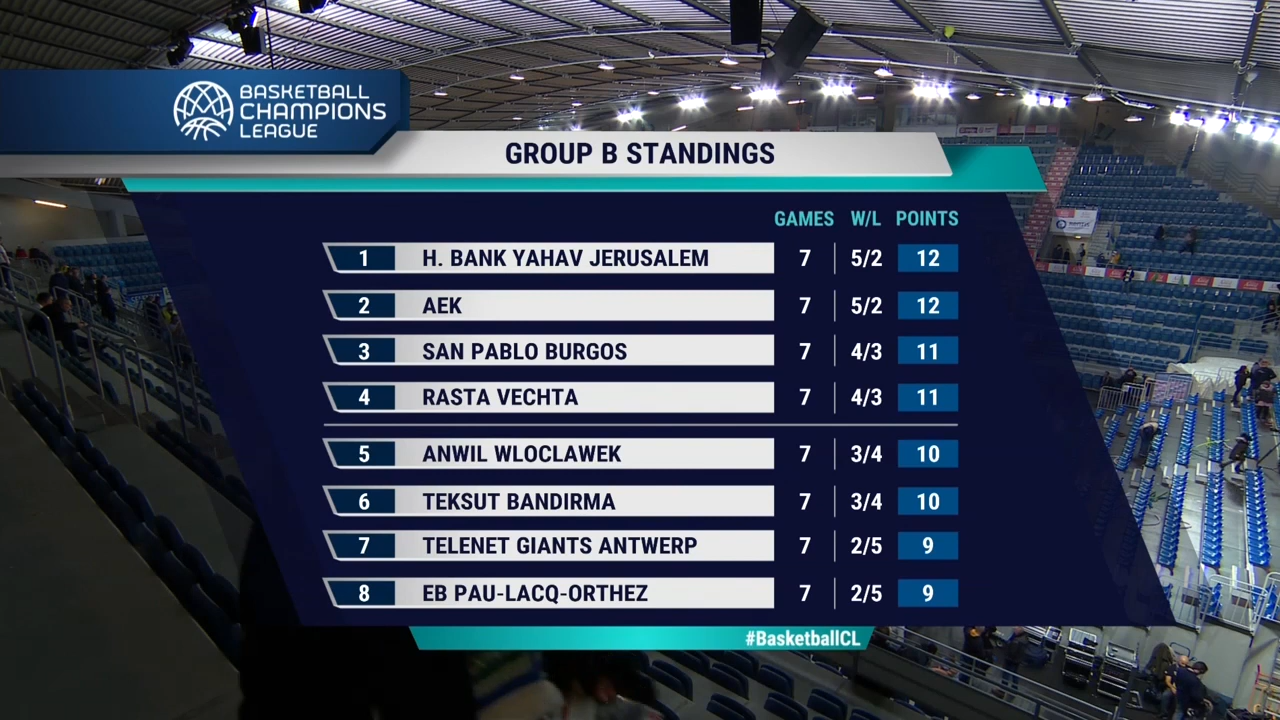 BASKETBALL
CHAMPIONS
LEAGUE
GROUP B STANDINGS
GAMES W/L POINTS
1 H. BANK YAHAV JERUSALEM 7 5/2 12
2 AEK 7 5/2 12
3 SAN PABLO BURGOS 7 4/3 11
4 RASTA VECHTA 7 4/3 11
5 ANWIL WLOCLAWEK 7 3/4 10
6 TEKSUT BANDIRMA 7 3/4 10
7 TELENET GIANTS ANTWERP 7 2/5 9
8 EB PAU-LACQ-ORTHEZ 7 2/5 9
#BasketballCL